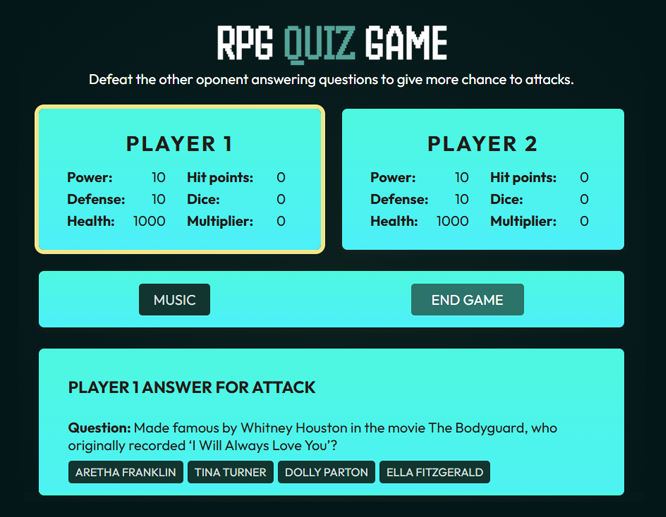 RPG QUIZ GAME
Defeat the other oponent answering questions to give more chance to attacks.
PLAYER 1
Power: 10 Hit points: 0
Defense: 10 Dice: 0
Health: 1000 Multiplier: 0
PLAYER 2
Power: 10 Hit points: 0
Defense: 10 Dice: 0
Health: 1000 Multiplier: 0
MUSIC
END GAME
PLAYER 1 ANSWER FOR ATTACK
Question: Made famous by Whitney Houston in the movie The Bodyguard, who
originally recorded ‘I Will Always Love You’?
ARETHA FRANKLIN TINA TURNER DOLLY PARTON ELLA FITZGERALD